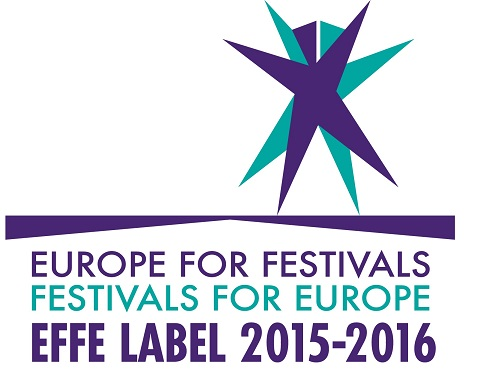 EUROPE FOR FESTIVALS
FESTIVALS FOR EUROPE
EFFE LABEL 2015-2016